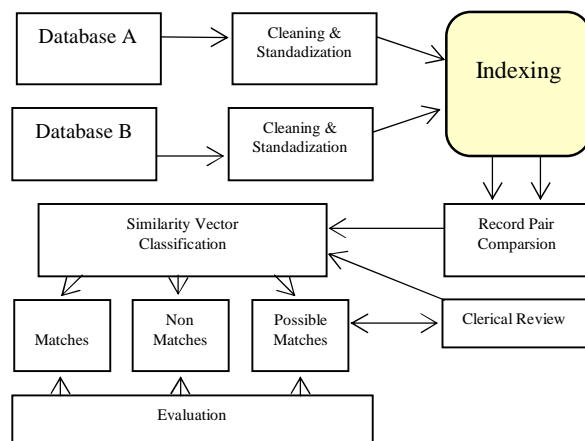 Database A
Cleaning &
Standadization
Indexing
Database B
Cleaning &
Standadization
Similarity Vector
Classification
Record Pair
Comparsion
Matches
Non
Matches
Possible
Matches
Clerical Review
Evaluation